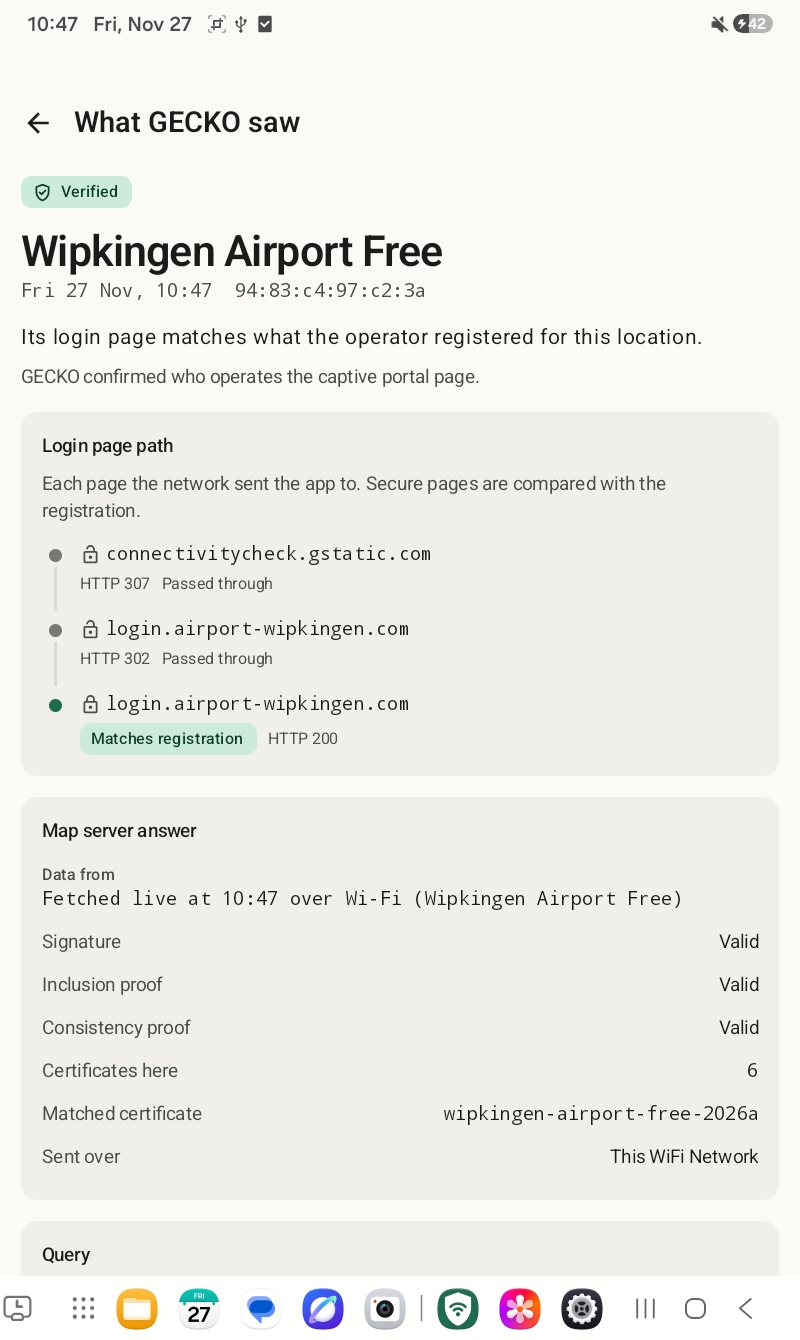 10:47 Fri, Nov 27
42
What GECKO saw
Verified
Wipkingen Airport Free
Fri 27 Nov, 10:47 94:83:c4:97:c2:3a
Its login page matches what the operator registered for this location.
GECKO confirmed who operates the captive portal page.
Login page path
Each page the network sent the app to. Secure pages are compared with the
registration.
connectivitycheck.gstatic.com
HTTP 307 Passed through
login.airport-wipkingen.com
HTTP 302 Passed through
login.airport-wipkingen.com
Matches registration HTTP 200
Map server answer
Data from
Fetched live at 10:47 over Wi-Fi (Wipkingen Airport Free)
Signature Valid
Inclusion proof Valid
Consistency proof Valid
Certificates here 6
Matched certificate wipkingen-airport-free-2026a
Sent over This WiFi Network
Query
FRI
27